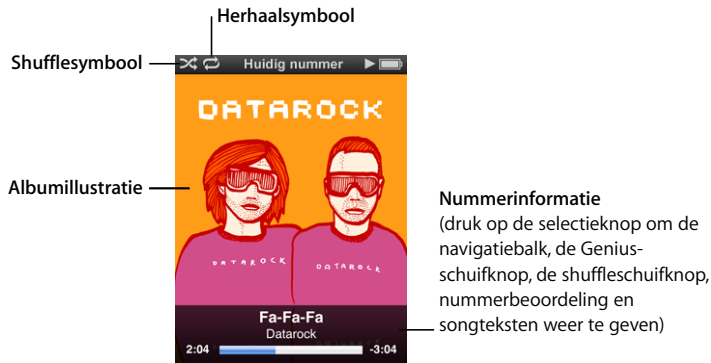 Herhaalsymbool
Shufflesymbool
Huidig nummer
DATAROCK
Albumillustratie
DATAROCK
DATAROCK
Fa-Fa-Fa
Datarock
2:04
-3:04
Nummerinformatie
(druk op de selectieknop om de
navigatiebalk, de Genius-
schuifknop, de shuffleschuifknop,
nummerbeoordeling en
songteksten weer te geven)